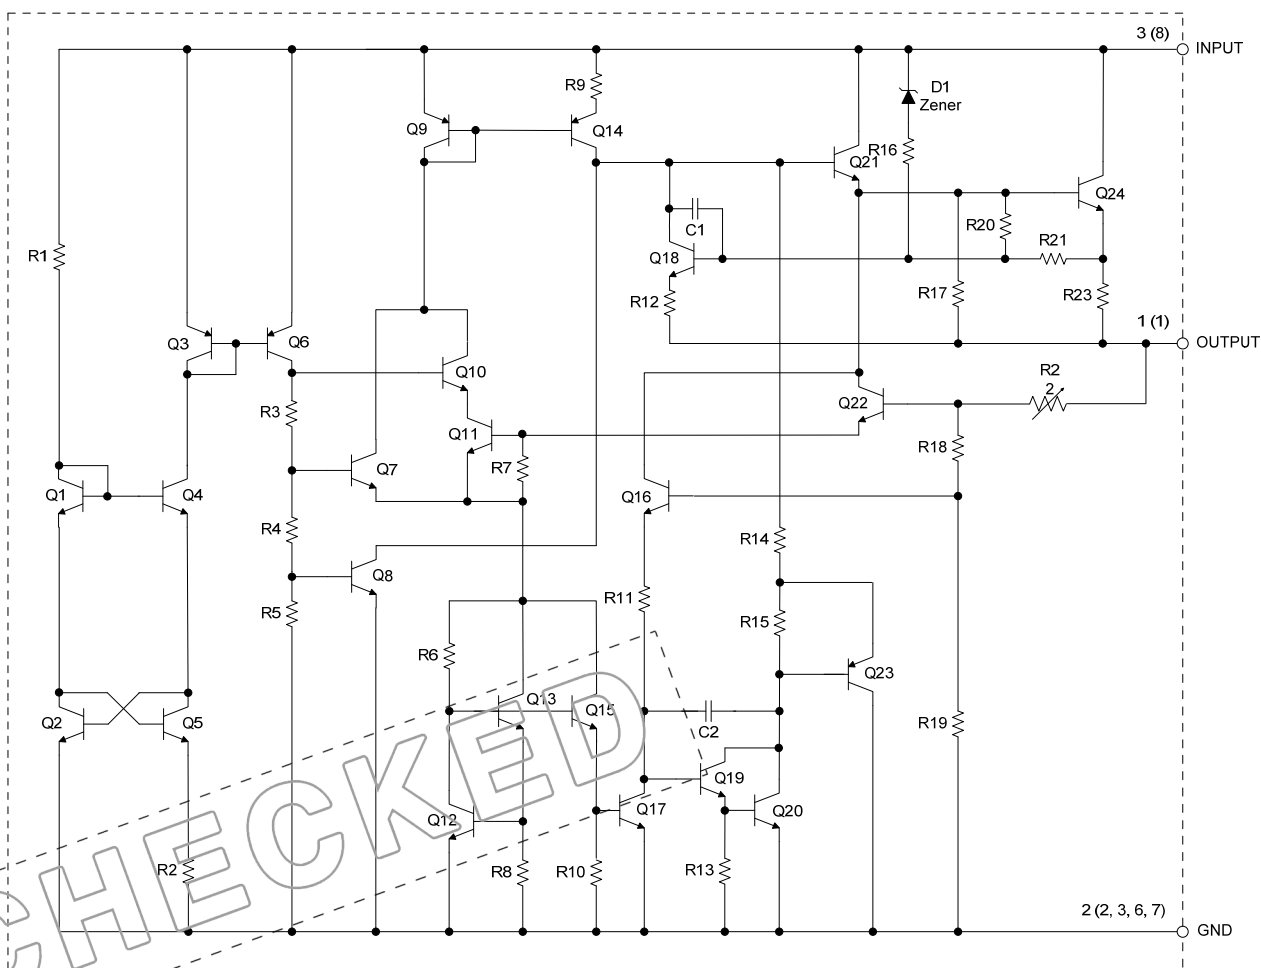 3 (8)
INPUT
R9
D1
Zener
Q9
Q14
R16
Q21
Q24
C1
R20
R21
Q18
R1
R12
R17
R23
1 (1)
OUTPUT
Q3
Q6
Q10
R2
2
R3
Q22
Q11
R7
R18
Q7
Q1
Q4
Q16
R4
R14
Q8
R11
R5
R15
R6
Q23
Q13
Q15
Q2
Q5
C2
R19
Q19
Q12
Q17
Q20
R2
R8
R10
R13
2 (2, 3, 6, 7)
GND
CHECKED